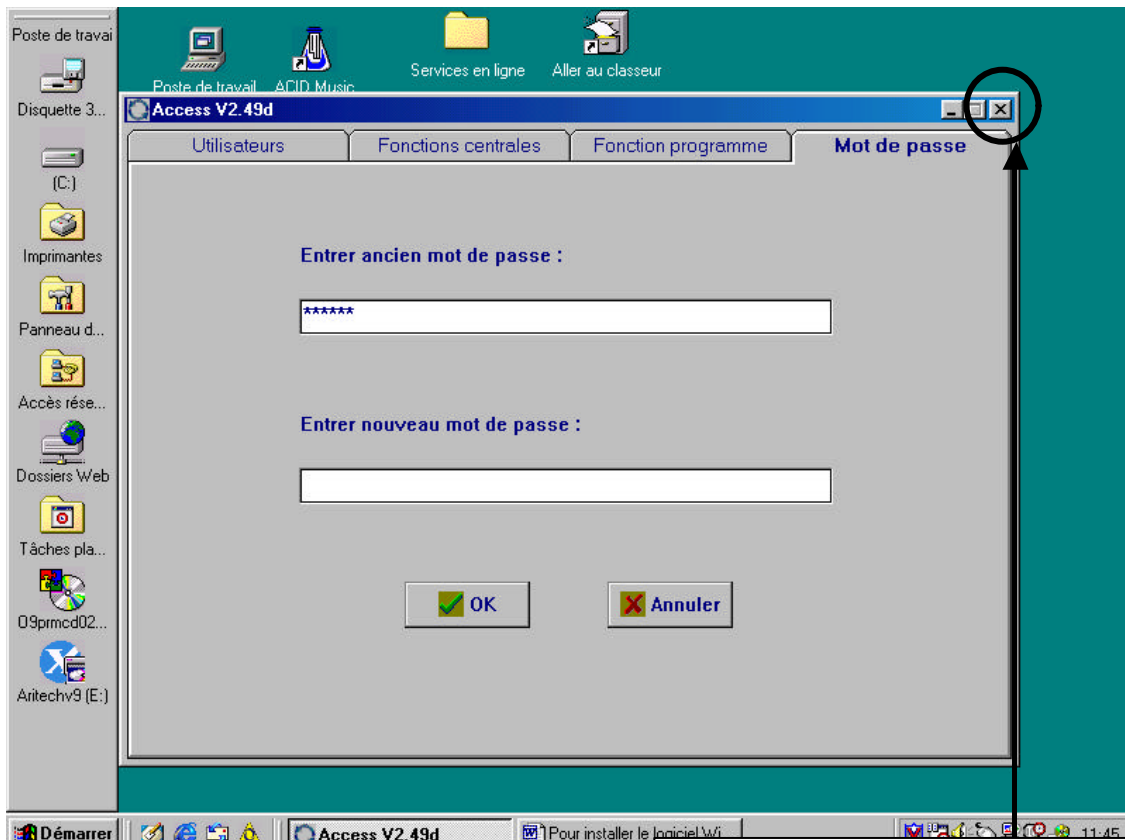 Poste de travai
Disquette 3...
(C:)
Imprimantes
Panneau d...
Accès rése...
Dossiers Web
Tâches pla...
09prmcd02...
Aritechv9 (E:)
Poste de travail
ACID Music
Services en ligne
Aller au classeur
Access V2.49d
Utilisateurs
Fonctions centrales
Fonction programme
Mot de passe
Entrer ancien mot de passe :
******
Entrer nouveau mot de passe :
OK
Annuler
Démarrer
Access V2.49d
Pour installer le logiciel Wi...
11:45